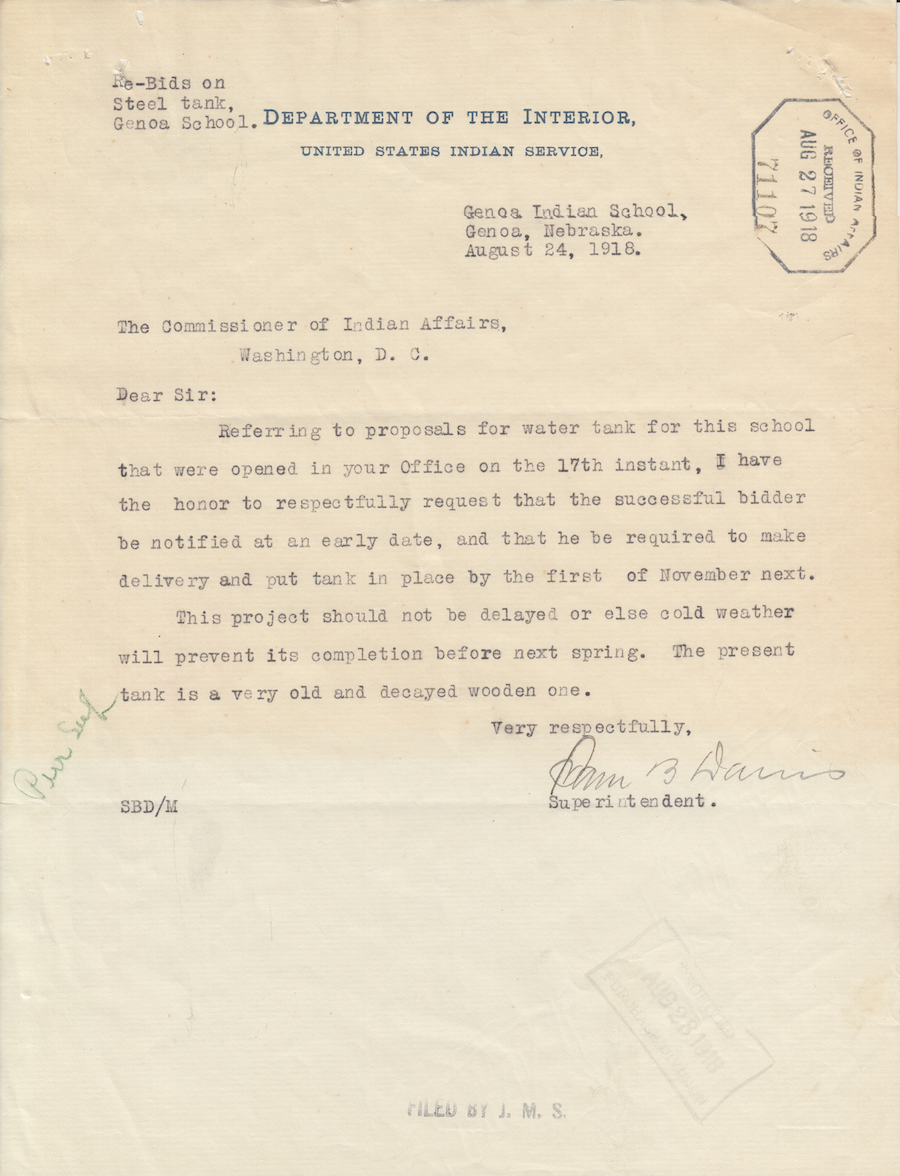 Re-Bids on
Steel tank,
Genoa School.
DEPARTMENT OF THE INTERIOR,
UNITED STATES INDIAN SERVICE,
OFFICE OF INDIAN AFFAIRS
RECEIVED
AUG 27 1918
71107
Genoa Indian School,
Genoa, Nebraska.
August 24, 1918.
The Commissioner of Indian Affairs,
Washington, D. C.
Dear Sir:
Referring to proposals for water tank for this school
that were opened in your Office on the 17th instant, I have
the honor to respectfully request that the successful bidder
be notified at an early date, and that he be required to make
delivery and put tank in place by the first of November next.
This project should not be delayed or else cold weather
will prevent its completion before next spring. The present
tank is a very old and decayed wooden one.
Very respectfully,
Sam B Davis
Superintendent.
SBD/M
AUG 28 1918
FILED BY J. M. S.